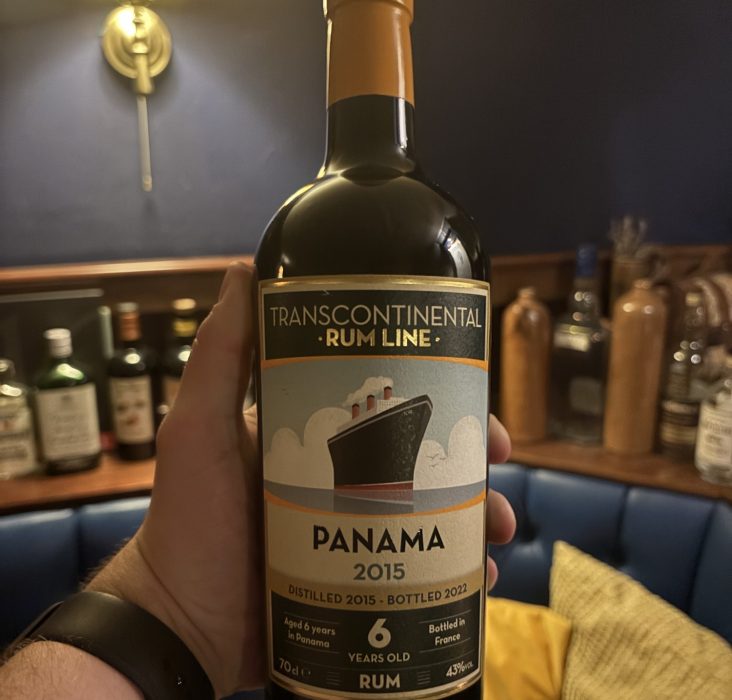 TRANSCONTINENTAL
·RUM LINE·
PANAMA
2015
DISTILLED 2015 - BOTTLED 2022
Aged 6 years
in Panama
6
YEARS OLD
Bottled in
France
70cl e
RUM
43%VOL